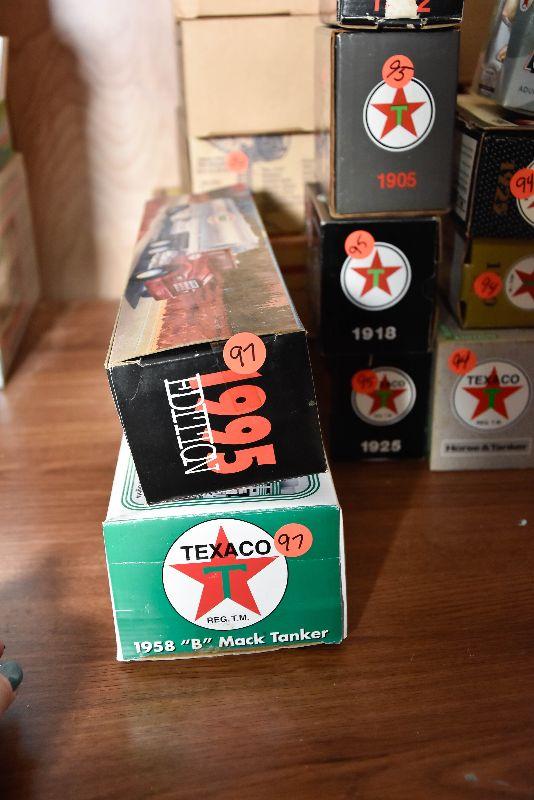 95
T
1905
94
95
T
1918
94
97
1995
EDITION
95
T
1925
94
TEXACO
T
REG. T.M.
Horse & Tanker
TEXACO
97
T
REG. T.M.
1958 "B" Mack Tanker